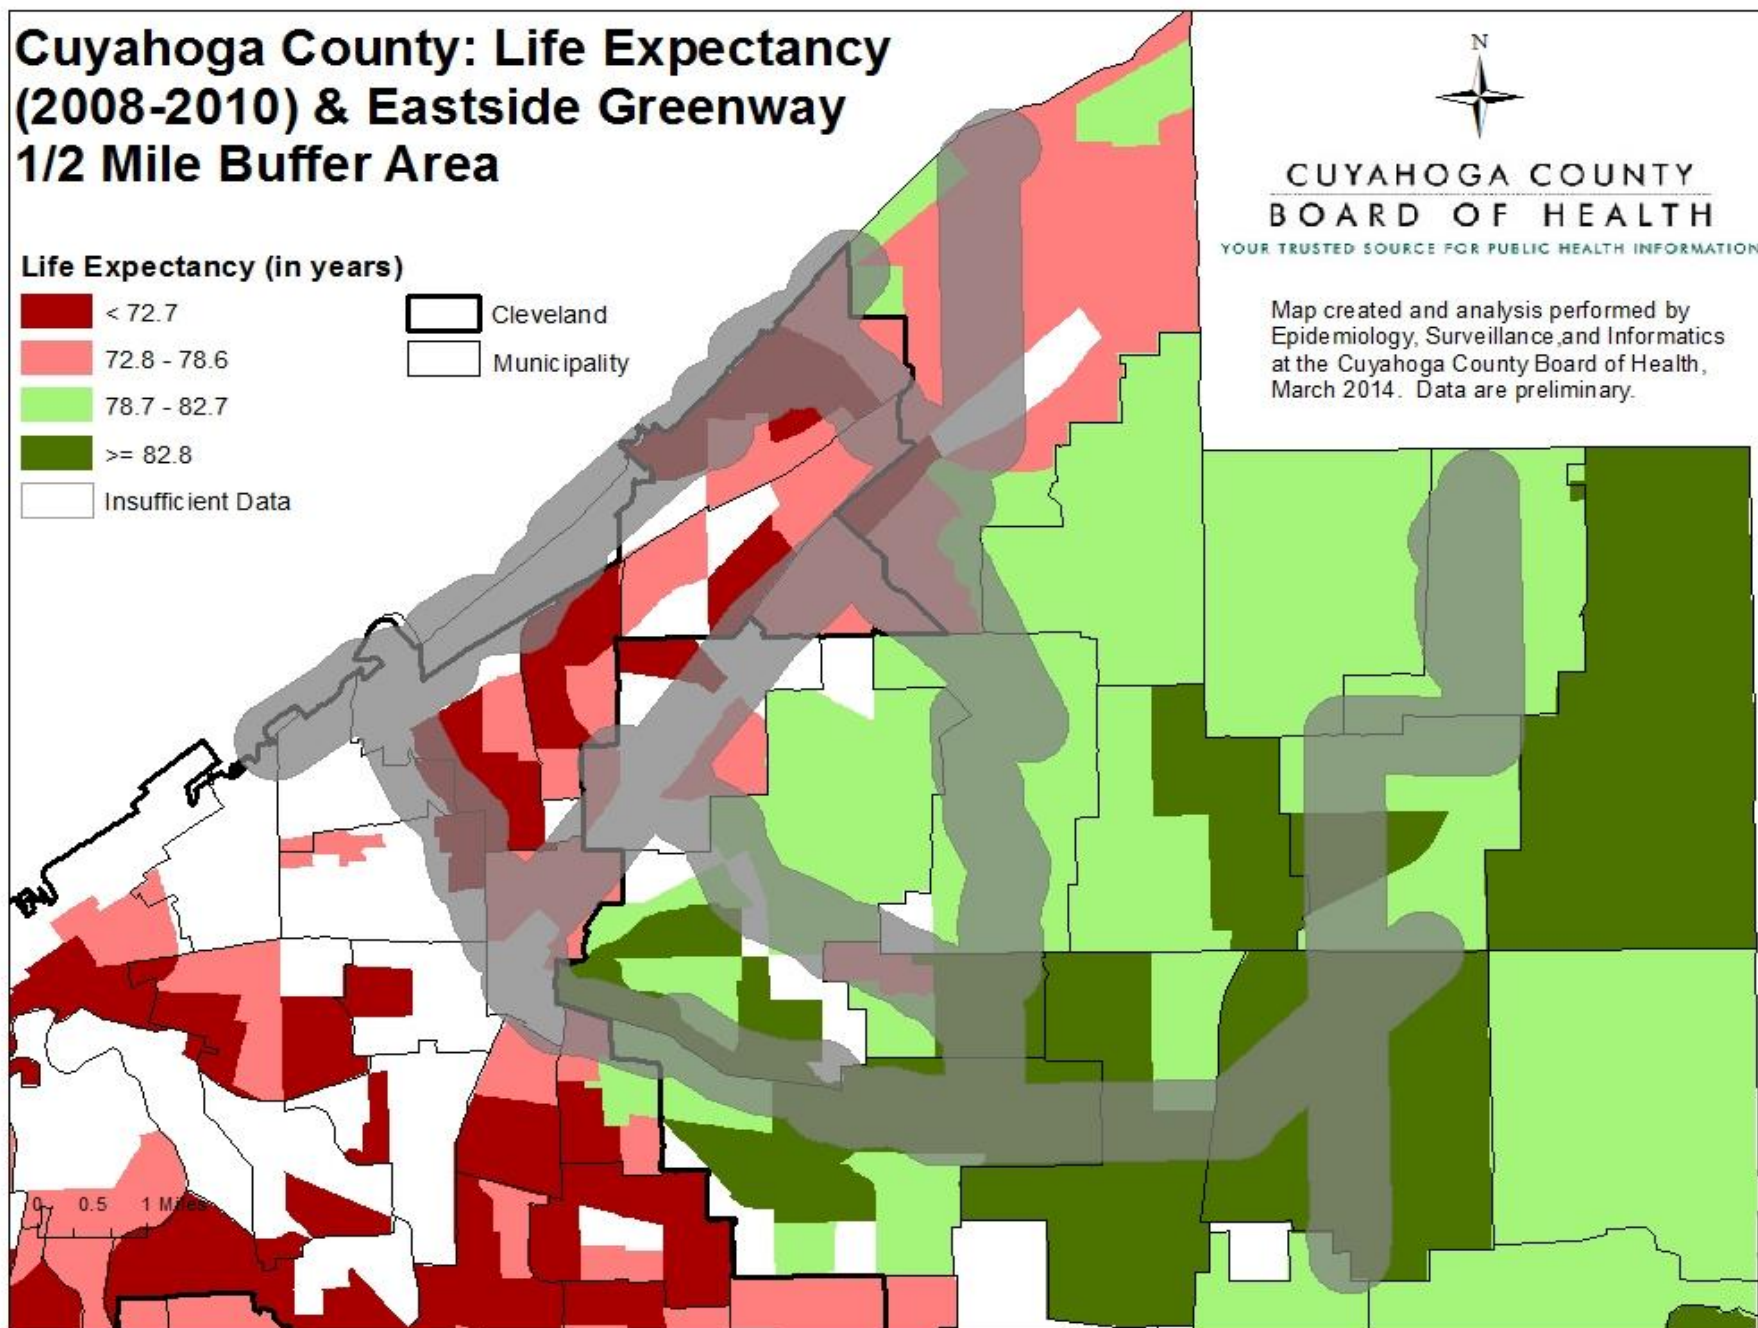 Cuyahoga County: Life Expectancy
(2008-2010) & Eastside Greenway
1/2 Mile Buffer Area
N
CUYAHOGA COUNTY
BOARD OF HEALTH
YOUR TRUSTED SOURCE FOR PUBLIC HEALTH INFORMATION
Map created and analysis performed by
Epidemiology, Surveillance,and Informatics
at the Cuyahoga County Board of Health,
March 2014. Data are preliminary.
Life Expectancy (in years)
< 72.7
72.8 - 78.6
78.7 - 82.7
>= 82.8
Insufficient Data
Cleveland
Municipality
0 0.5 1 Miles